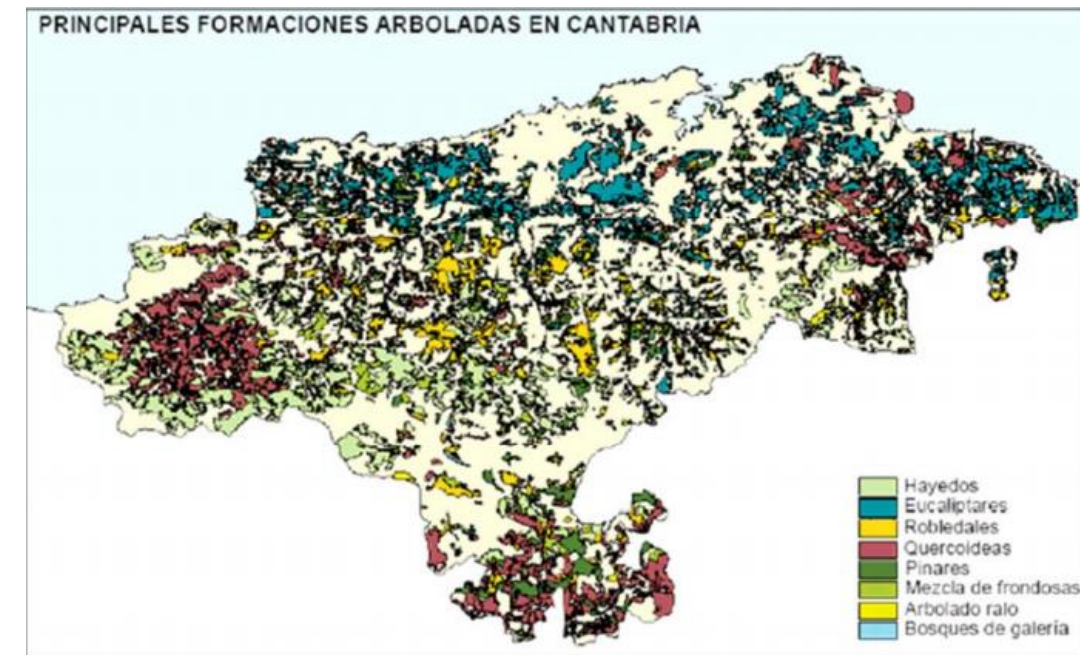 PRINCIPALES FORMACIONES ARBOLADAS EN CANTABRIA
Hayedos
Eucaliptares
Robledales
Quercoideas
Pinares
Mezcla de frondosas
Arbolado ralo
Bosques de galería